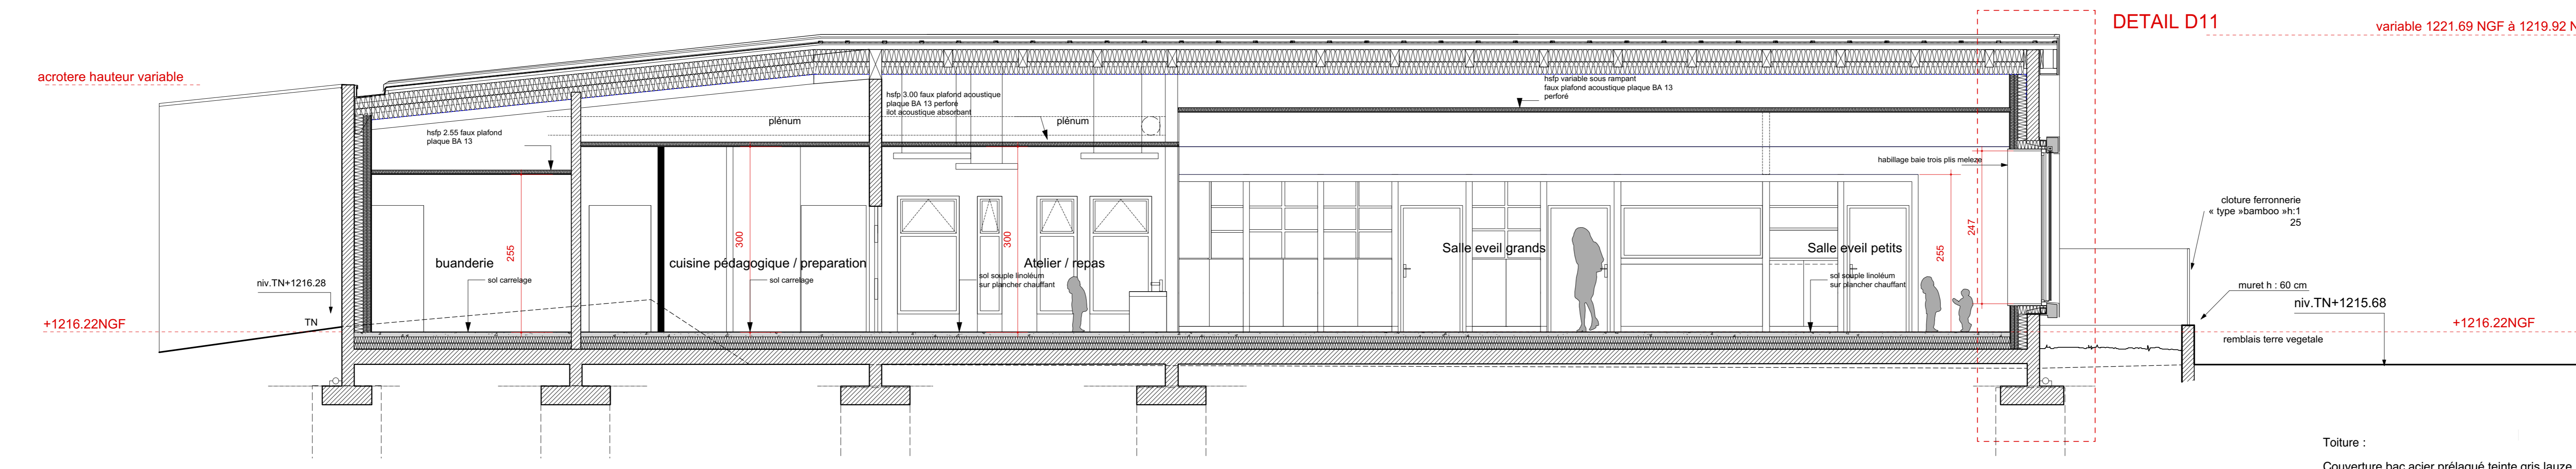 DETAIL D11
variable 1221.69 NGF à 1219.92 N
acrotere hauteur variable
hsfp variable sous rampant
faux plafond acoustique plaque BA 13
perforé
hsfp 3.00 faux plafond acoustique
plaque BA 13 perforé
ilot acoustique absorbant
plénum
plénum
hsfp 2.55 faux plafond
plaque BA 13
habillage baie trois plis meleze
cloture ferronnerie
« type »bamboo »h:1
25
255
300
300
255
247
buanderie
cuisine pédagogique / preparation
Atelier / repas
Salle eveil grands
Salle eveil petits
sol carrelage
sol carrelage
sol souple linoléum
sur plancher chauffant
sol souple linoléum
sur plancher chauffant
niv.TN+1216.28
TN
+1216.22NGF
muret h : 60 cm
niv.TN+1215.68
+1216.22NGF
remblais terre vegetale
Toiture :
Couverture bac acier prélaqué teinte gris lauze